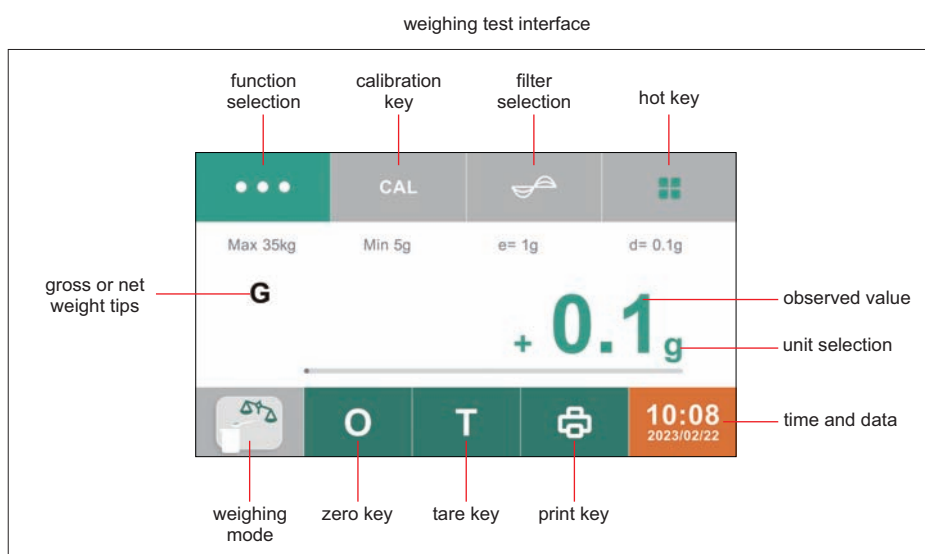 weighing test interface
function
selection
calibration
key
filter
selection
hot key
CAL
Max 35kg
Min 5g
e= 1g
d= 0.1g
gross or net
weight tips
G
+ 0.1 g
observed value
unit selection
O
T
10:08
2023/02/22
time and data
weighing
mode
zero key
tare key
print key